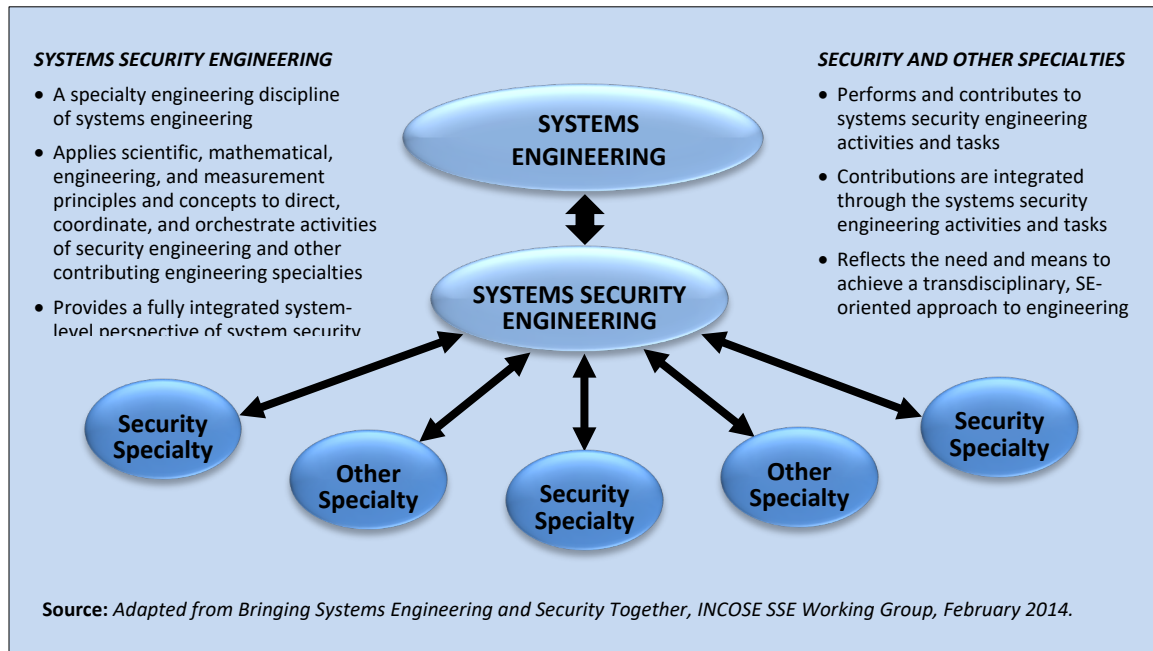 SYSTEMS SECURITY ENGINEERING
• A specialty engineering discipline
of systems engineering
• Applies scientific, mathematical,
engineering, and measurement
principles and concepts to direct,
coordinate, and orchestrate activities
of security engineering and other
contributing engineering specialties
• Provides a fully integrated system-
level perspective of system security
SYSTEMS
ENGINEERING
SYSTEMS SECURITY
ENGINEERING
SECURITY AND OTHER SPECIALTIES
• Performs and contributes to
systems security engineering
activities and tasks
• Contributions are integrated
through the systems security
engineering activities and tasks
• Reflects the need and means to
achieve a transdisciplinary, SE-
oriented approach to engineering
Security
Specialty
Other
Specialty
Security
Specialty
Other
Specialty
Security
Specialty
Source: Adapted from Bringing Systems Engineering and Security Together, INCOSE SSE Working Group, February 2014.